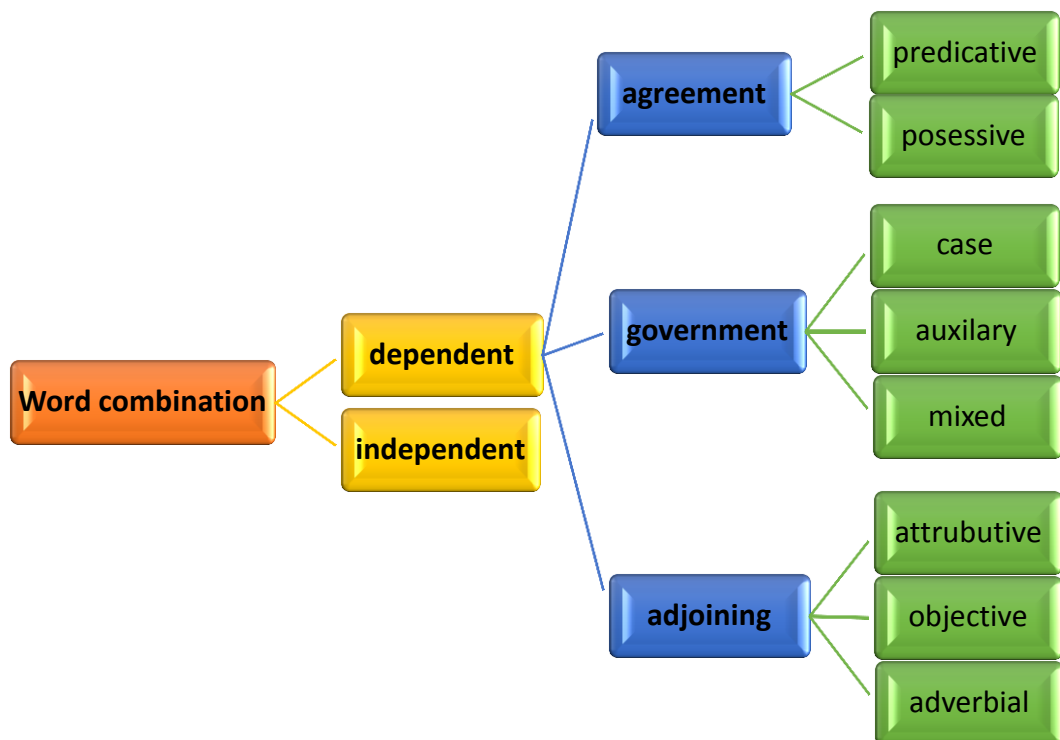 Word combination
dependent
independent
agreement
government
adjoining
predicative
posessive
case
auxilary
mixed
attrubutive
objective
adverbial